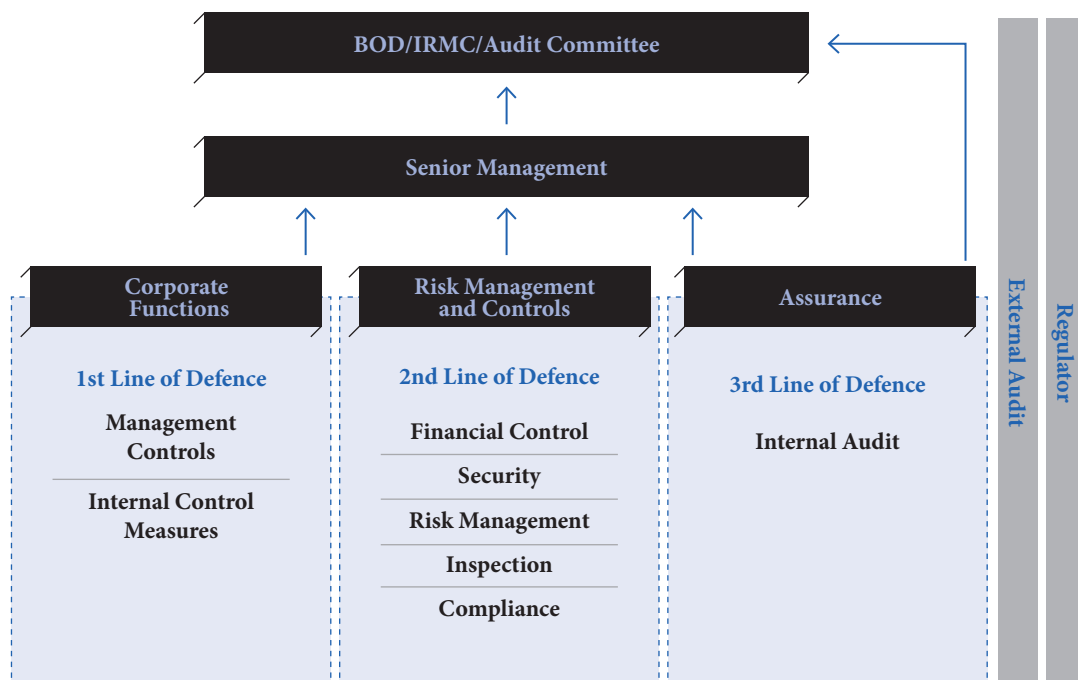 BOD/IRMC/Audit Committee
Senior Management
Corporate
Functions
1st Line of Defence
Management
Controls
Internal Control
Measures
Risk Management
and Controls
2nd Line of Defence
Financial Control
Security
Risk Management
Inspection
Compliance
Assurance
3rd Line of Defence
Internal Audit
External Audit
Regulator